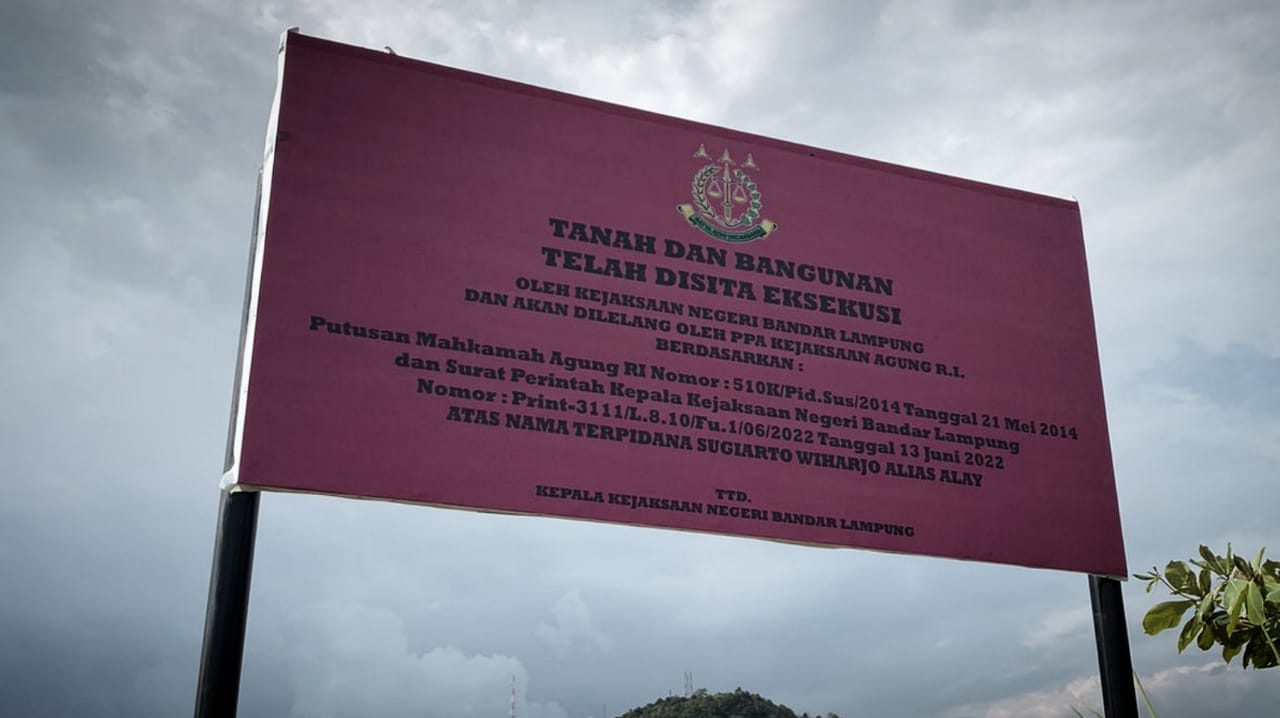 TANAH DAN BANGUNAN
TELAH DISITA EKSEKUSI
OLEH KEJAKSAAN NEGERI BANDAR LAMPUNG
DAN AKAN DILELANG OLEH PPA KEJAKSAAN AGUNG R.I.
BERDASARKAN :
Putusan Mahkamah Agung RI Nomor : 510K/Pid.Sus/2014 Tanggal 21 Mei 2014
dan Surat Perintah Kepala Kejaksaan Negeri Bandar Lampung
Nomor : Print-3111/L.8.10/Fu.1/06/2022 Tanggal 13 Juni 2022
ATAS NAMA TERPIDANA SUGIARTO WIHARJO ALIAS ALAY
TTD.
KEPALA KEJAKSAAN NEGERI BANDAR LAMPUNG